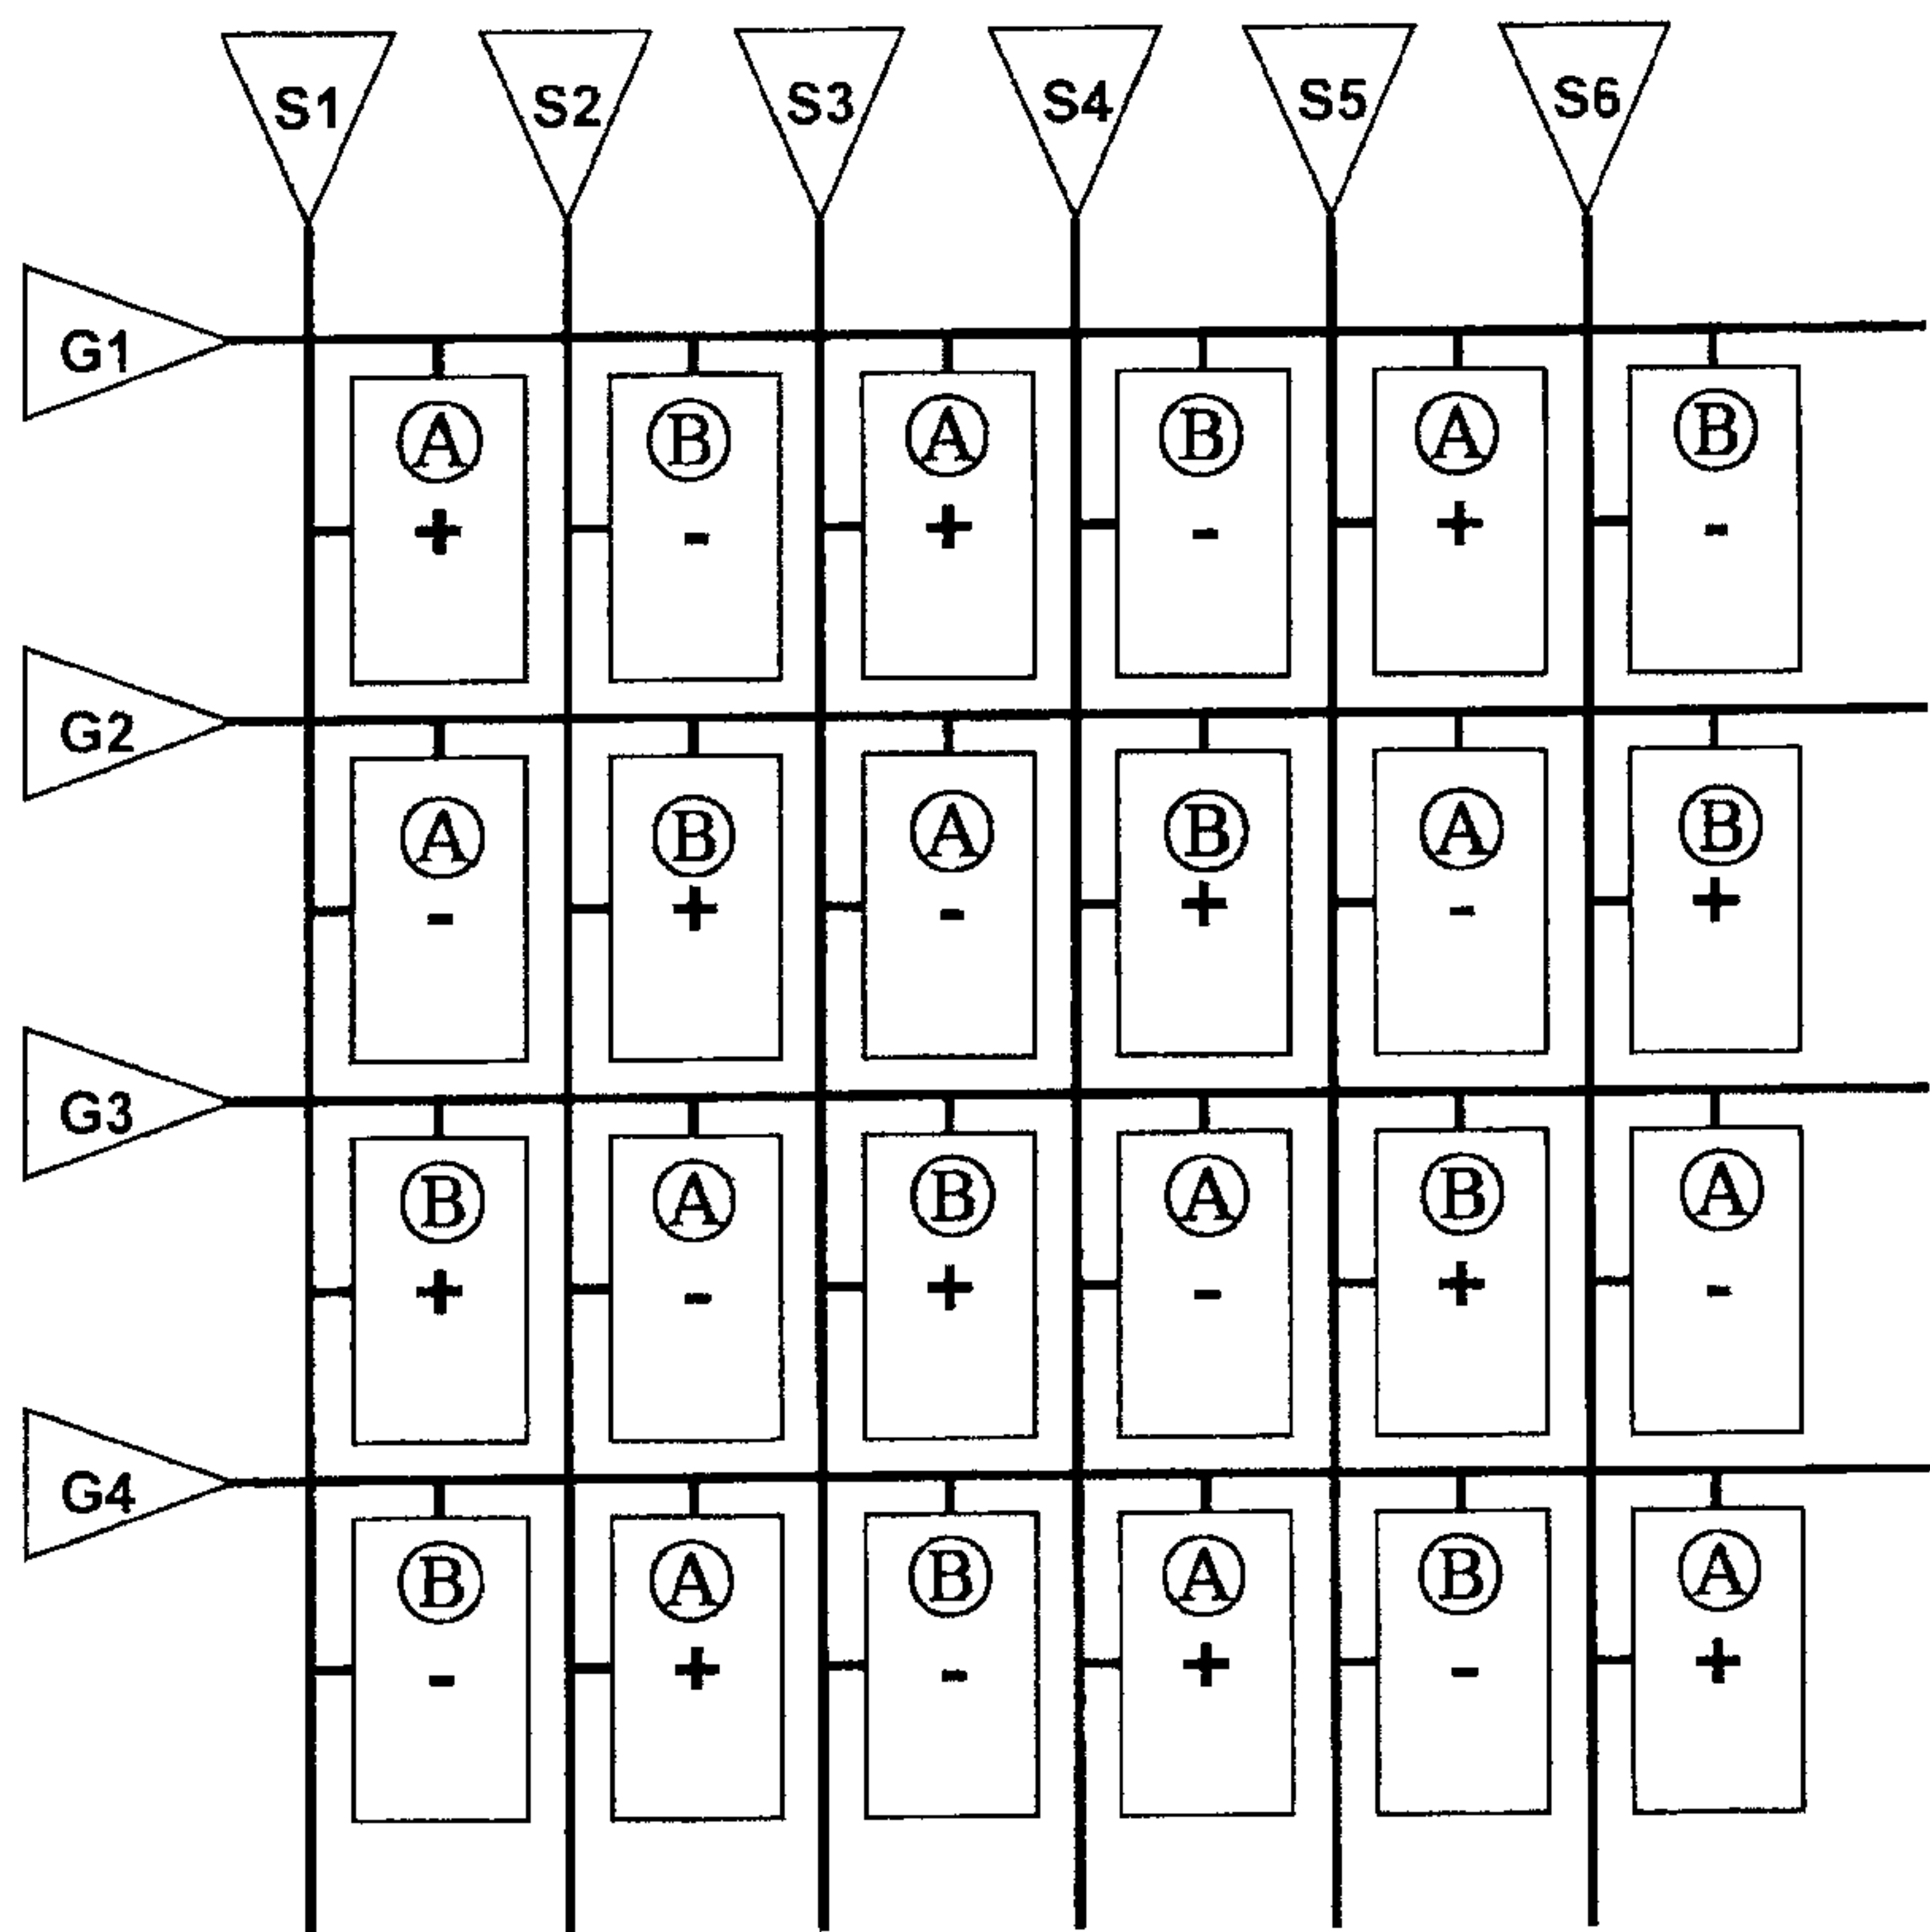 S1 S2 S3 S4 S5 S6
G1
A B A B A B
+ - + - + -
G2
A B A B A B
- + - + - +
G3
B A B A B A
+ - + - + -
G4
B A B A B A
- + - + - +